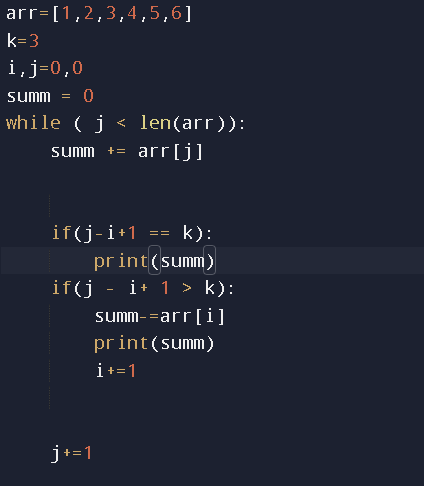 arr=[1,2,3,4,5,6]
k=3
i,j=0,0
summ = 0
while ( j < len(arr)):
    summ += arr[j]
    if(j-i+1 == k):
        print(summ)
    if(j - i+ 1 > k):
        summ-=arr[i]
        print(summ)
        i+=1
    j+=1